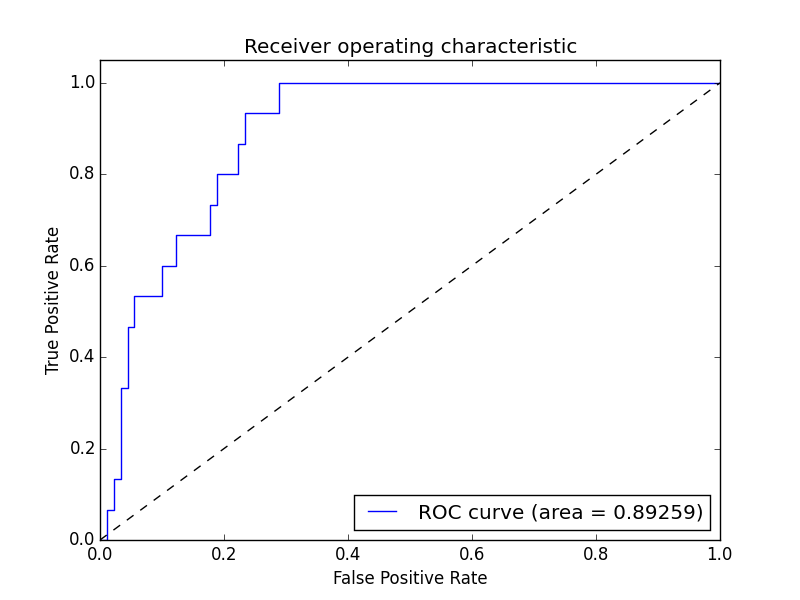 Receiver operating characteristic
1.0
0.8
0.6
0.4
0.2
0.0
True Positive Rate
ROC curve (area = 0.89259)
0.0 0.2 0.4 0.6 0.8 1.0
False Positive Rate